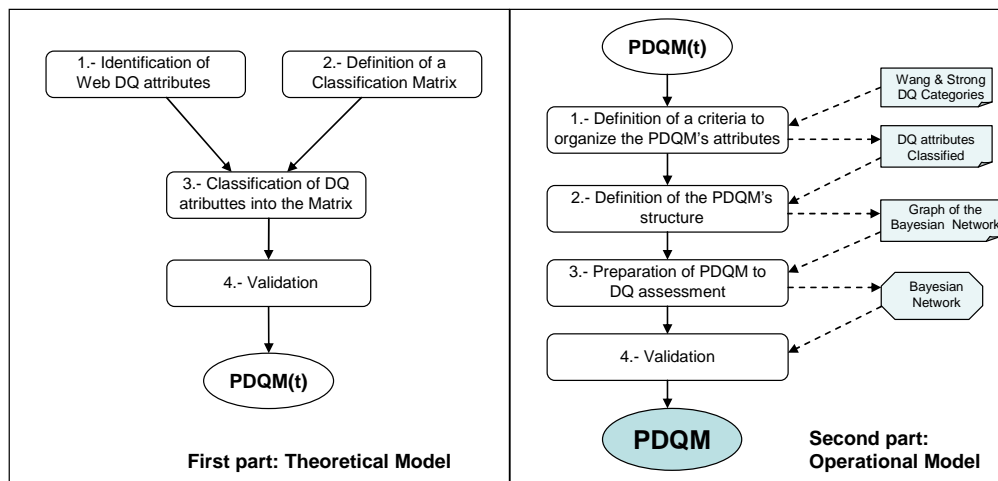 1.- Identification of
Web DQ attributes
2.- Definition of a
Classification Matrix
3.- Classification of DQ
atributtes into the Matrix
4.- Validation
PDQM(t)
First part: Theoretical Model
PDQM(t)
Wang & Strong
DQ Categories
1.- Definition of a criteria to
organize the PDQM's attributes
DQ attributes
Classified
2.- Definition of the PDQM's
structure
Graph of the
Bayesian Network
3.- Preparation of PDQM to
DQ assessment
Bayesian
Network
4.- Validation
PDQM
Second part:
Operational Model